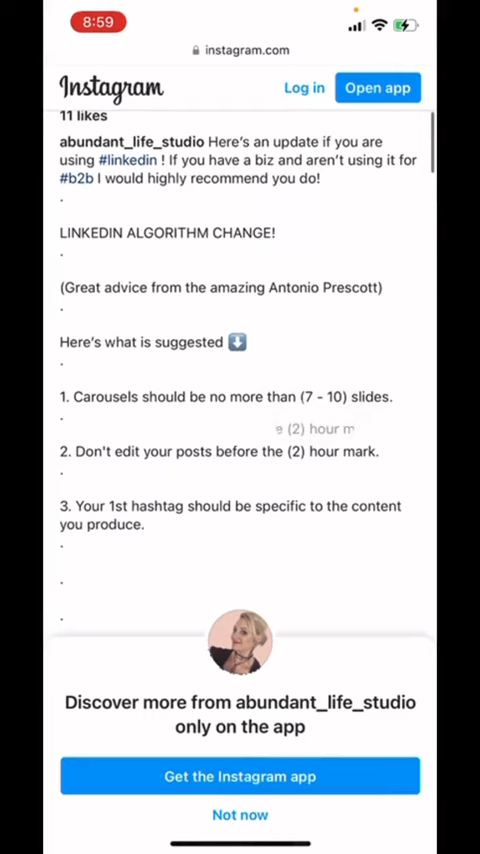 8:59
instagram.com
Instagram
Log in
Open app
11 likes
abundant_life_studio Here’s an update if you are
using #linkedin ! If you have a biz and aren’t using it for
#b2b I would highly recommend you do!
.
LINKEDIN ALGORITHM CHANGE!
.
(Great advice from the amazing Antonio Prescott)
.
Here’s what is suggested ⬇️
.
1. Carousels should be no more than (7 - 10) slides.
.
e (2) hour m
2. Don't edit your posts before the (2) hour mark.
.
3. Your 1st hashtag should be specific to the content
you produce.
.
.
.
Discover more from abundant_life_studio
only on the app
Get the Instagram app
Not now